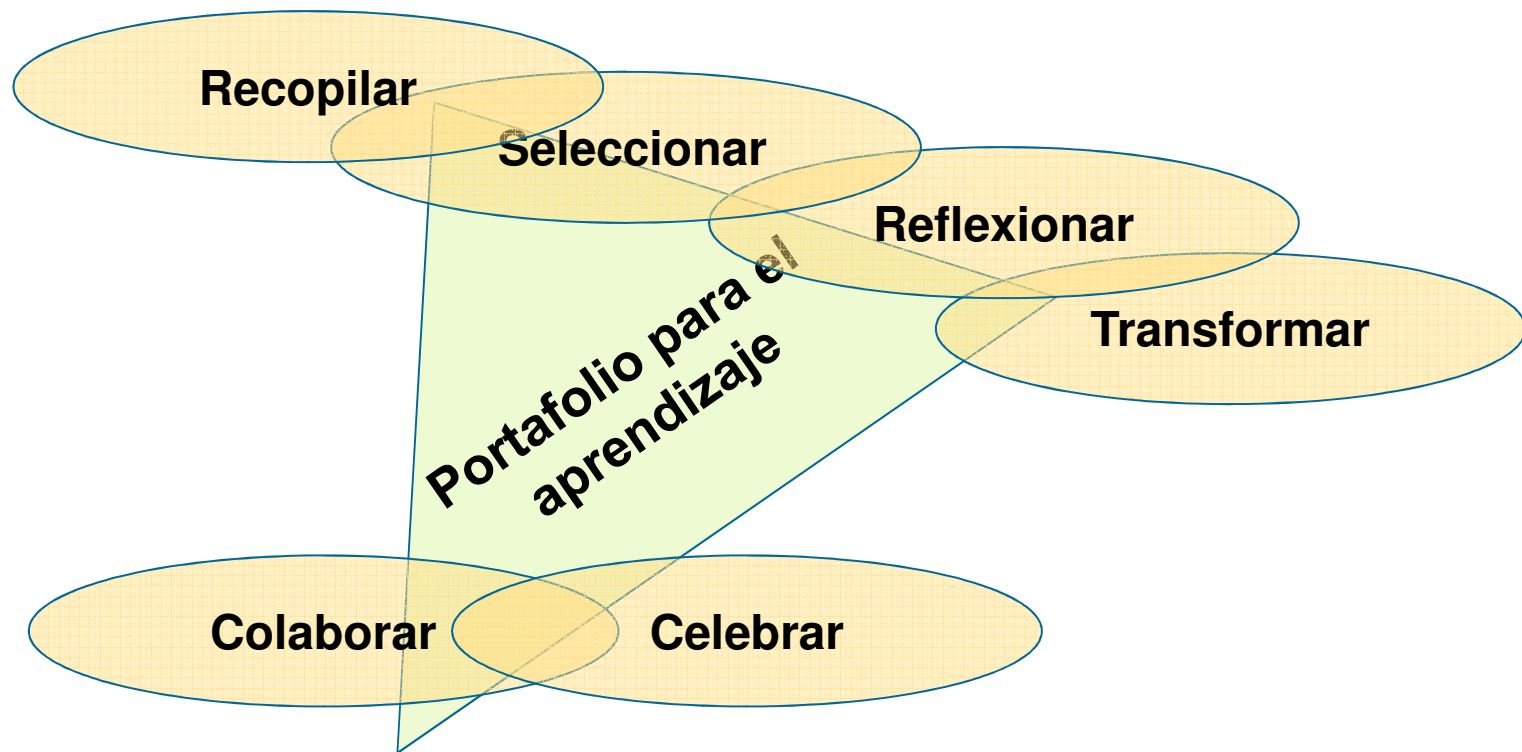 Recopilar
Seleccionar
Reflexionar
Transformar
Portafolio para el
aprendizaje
Colaborar
Celebrar